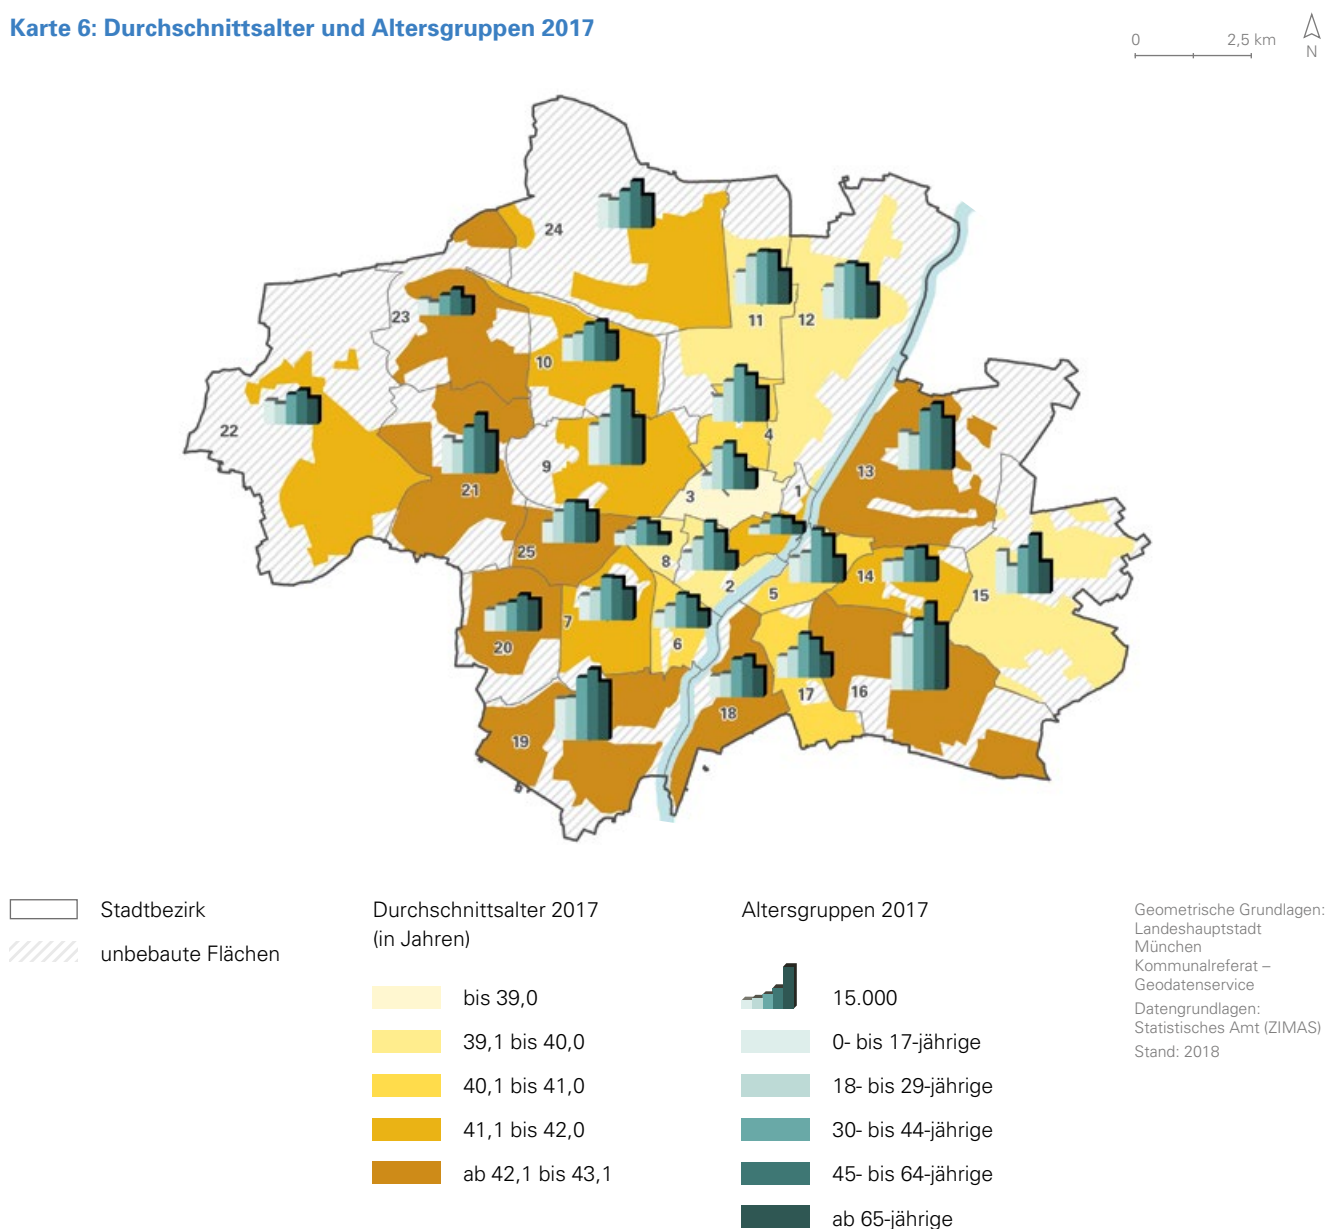 Karte 6: Durchschnittsalter und Altersgruppen 2017
0 2,5 km
N
24
23
11
12
10
22
4
9
13
21
3
1
25
8
14
2
5
15
7
20
6
17
16
18
19
Stadtbezirk
unbebaute Flächen
Durchschnittsalter 2017
(in Jahren)
bis 39,0
39,1 bis 40,0
40,1 bis 41,0
41,1 bis 42,0
ab 42,1 bis 43,1
Altersgruppen 2017
15.000
0- bis 17-jährige
18- bis 29-jährige
30- bis 44-jährige
45- bis 64-jährige
ab 65-jährige
Geometrische Grundlagen:
Landeshauptstadt
München
Kommunalreferat –
Geodatenservice
Datengrundlagen:
Statistisches Amt (ZIMAS)
Stand: 2018